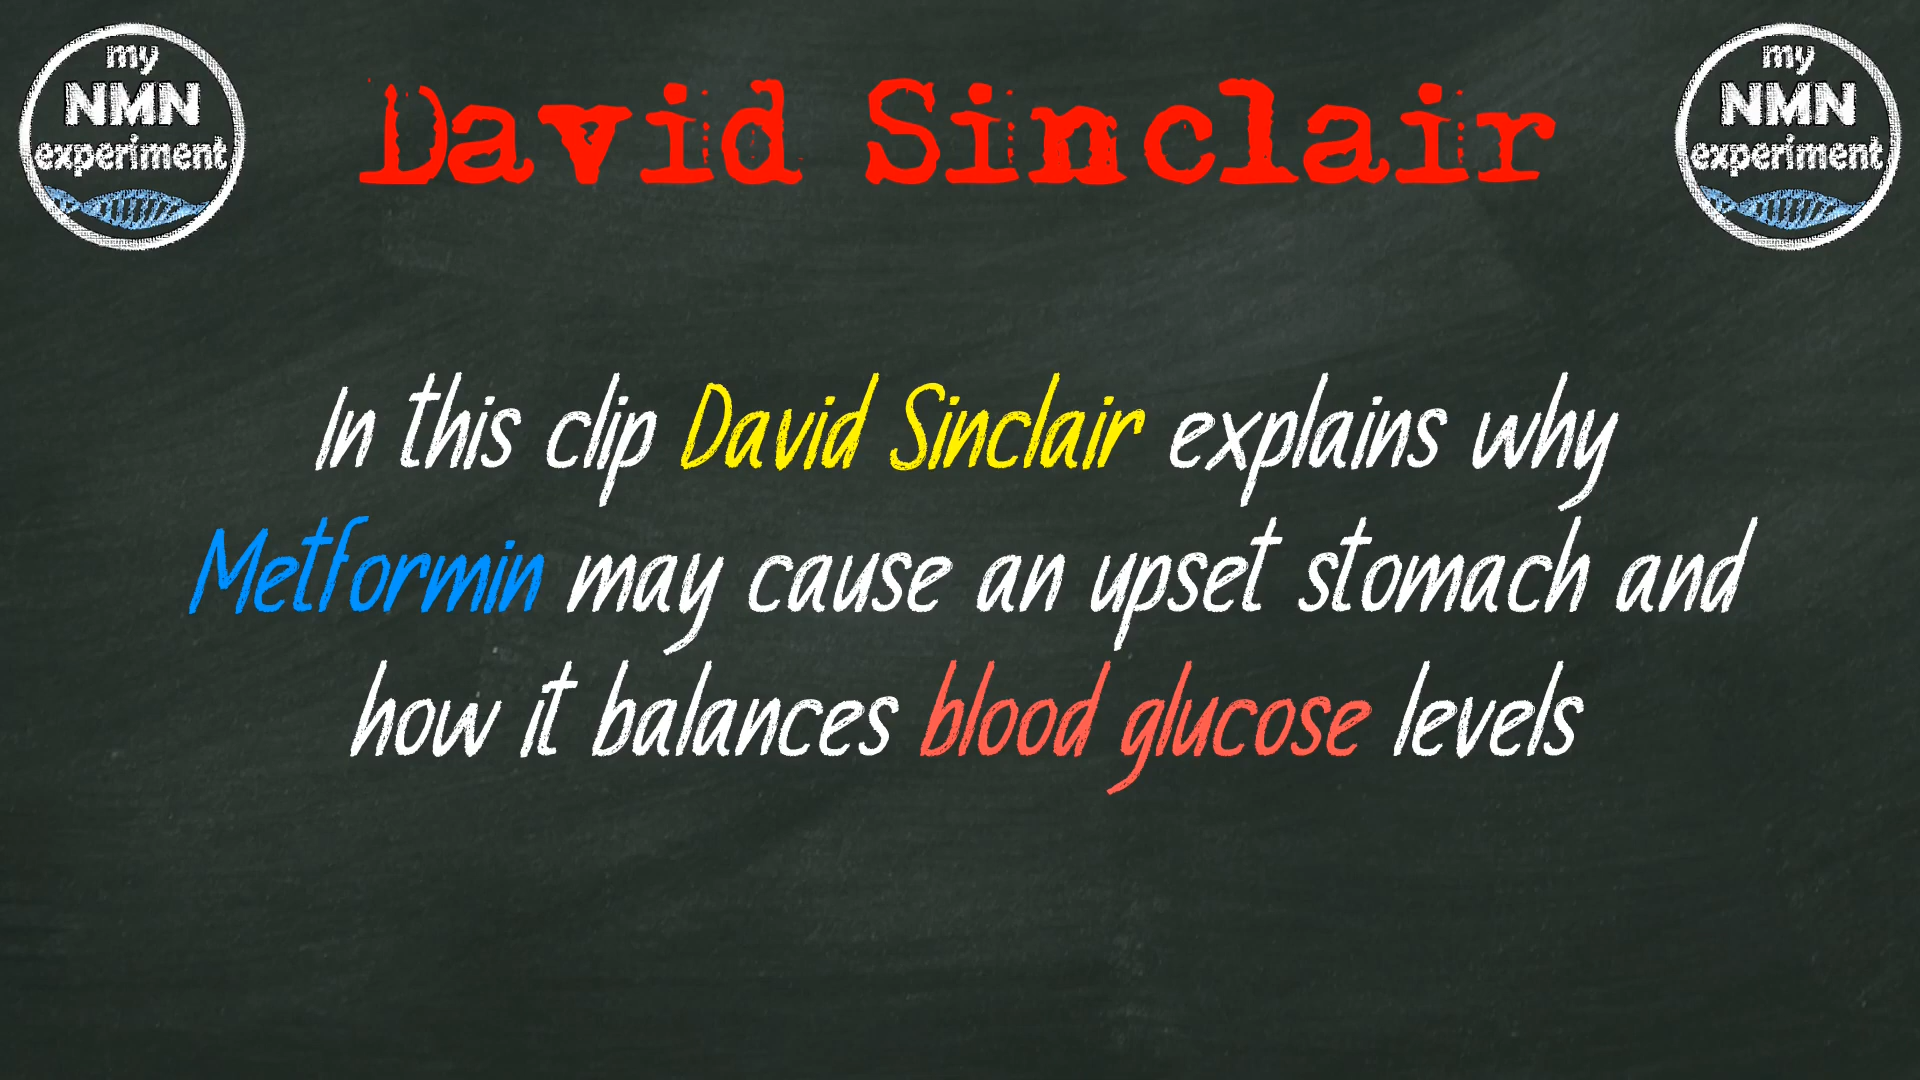 my
NMN
experiment
David Sinclair
my
NMN
experiment
In this clip David Sinclair explains why
Metformin may cause an upset stomach and
how it balances blood glucose levels